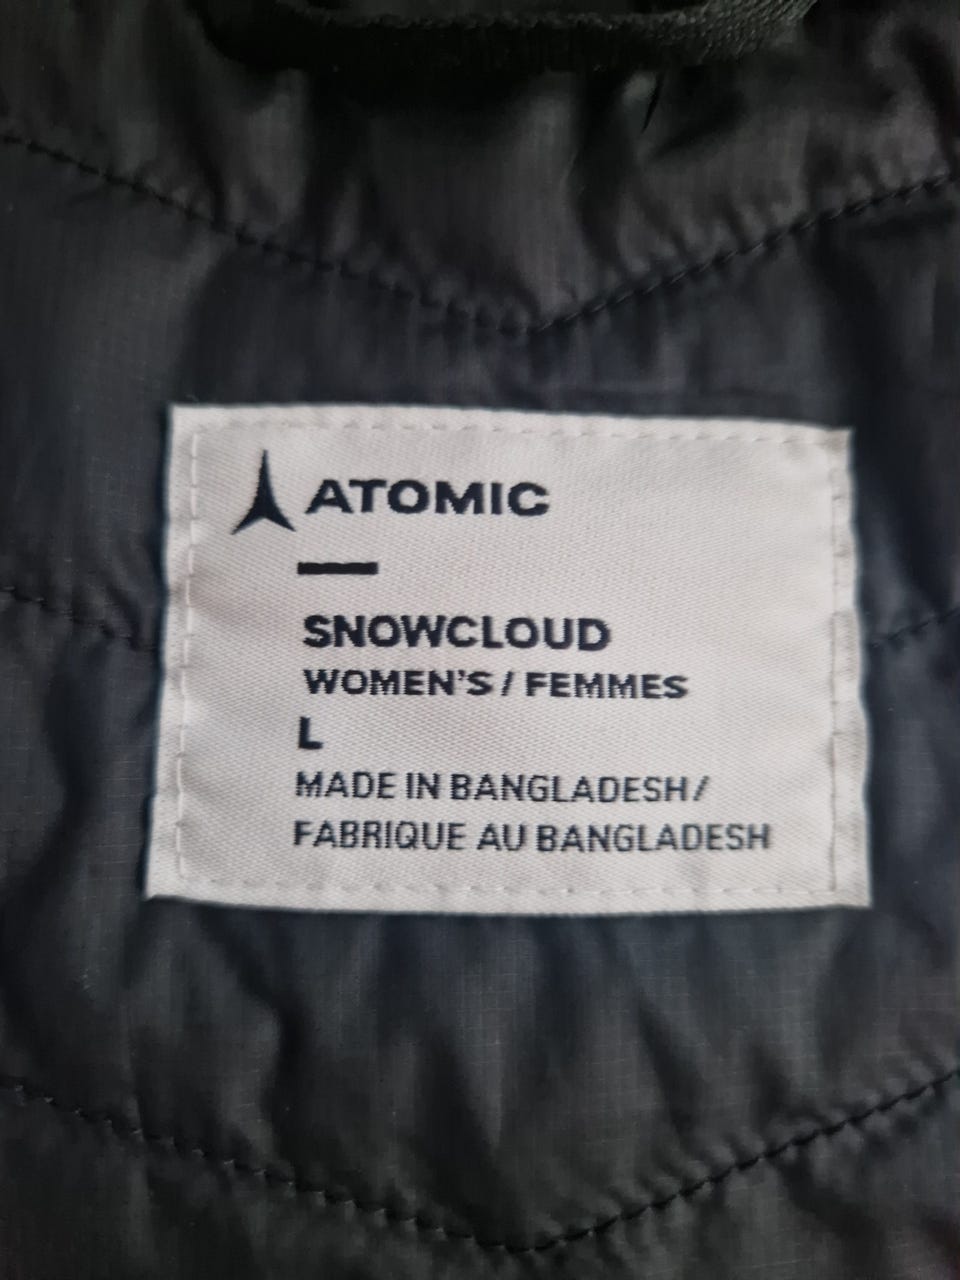 ATOMIC
SNOWCLOUD
WOMEN'S / FEMMES
L
MADE IN BANGLADESH/
FABRIQUE AU BANGLADESH